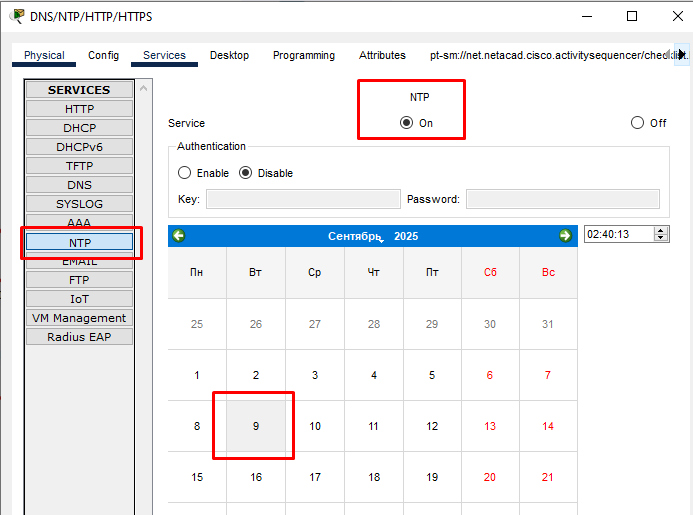 DNS/NTP/HTTP/HTTPS
Physical Config Services Desktop Programming Attributes pt-sm://net.netacad.cisco.activitysequencer/checklist.
SERVICES
HTTP
DHCP
DHCPv6
TFTP
DNS
SYSLOG
AAA
NTP
EMAIL
FTP
IoT
VM Management
Radius EAP
NTP
Service On Off
Authentication
Enable Disable
Key: Password:
Сентябрь, 2025 02:40:13
Пн Вт Ср Чт Пт Сб Вс
25 26 27 28 29 30 31
1 2 3 4 5 6 7
8 9 10 11 12 13 14
15 16 17 18 19 20 21